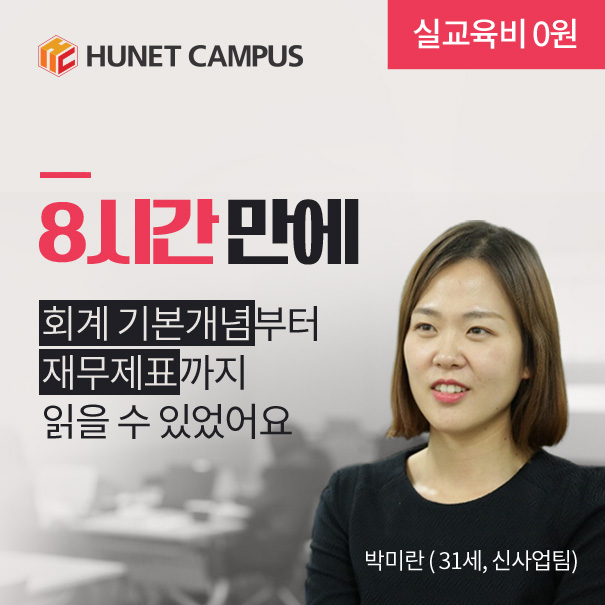 HUNET CAMPUS
실교육비 0원
8시간 만에
회계 기본개념부터
재무제표까지
읽을 수 있었어요
박미란 ( 31세, 신사업팀)